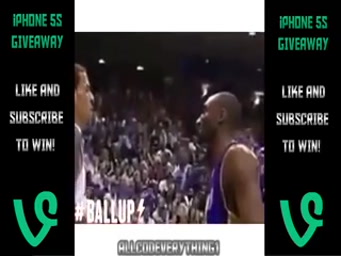 IPHONE 5S
GIVEAWAY
LIKE AND
SUBSCRIBE
TO WIN!
#BALLUP
ALLCODEVERYTHING1
IPHONE 5S
GIVEAWAY
LIKE AND
SUBSCRIBE
TO WIN!